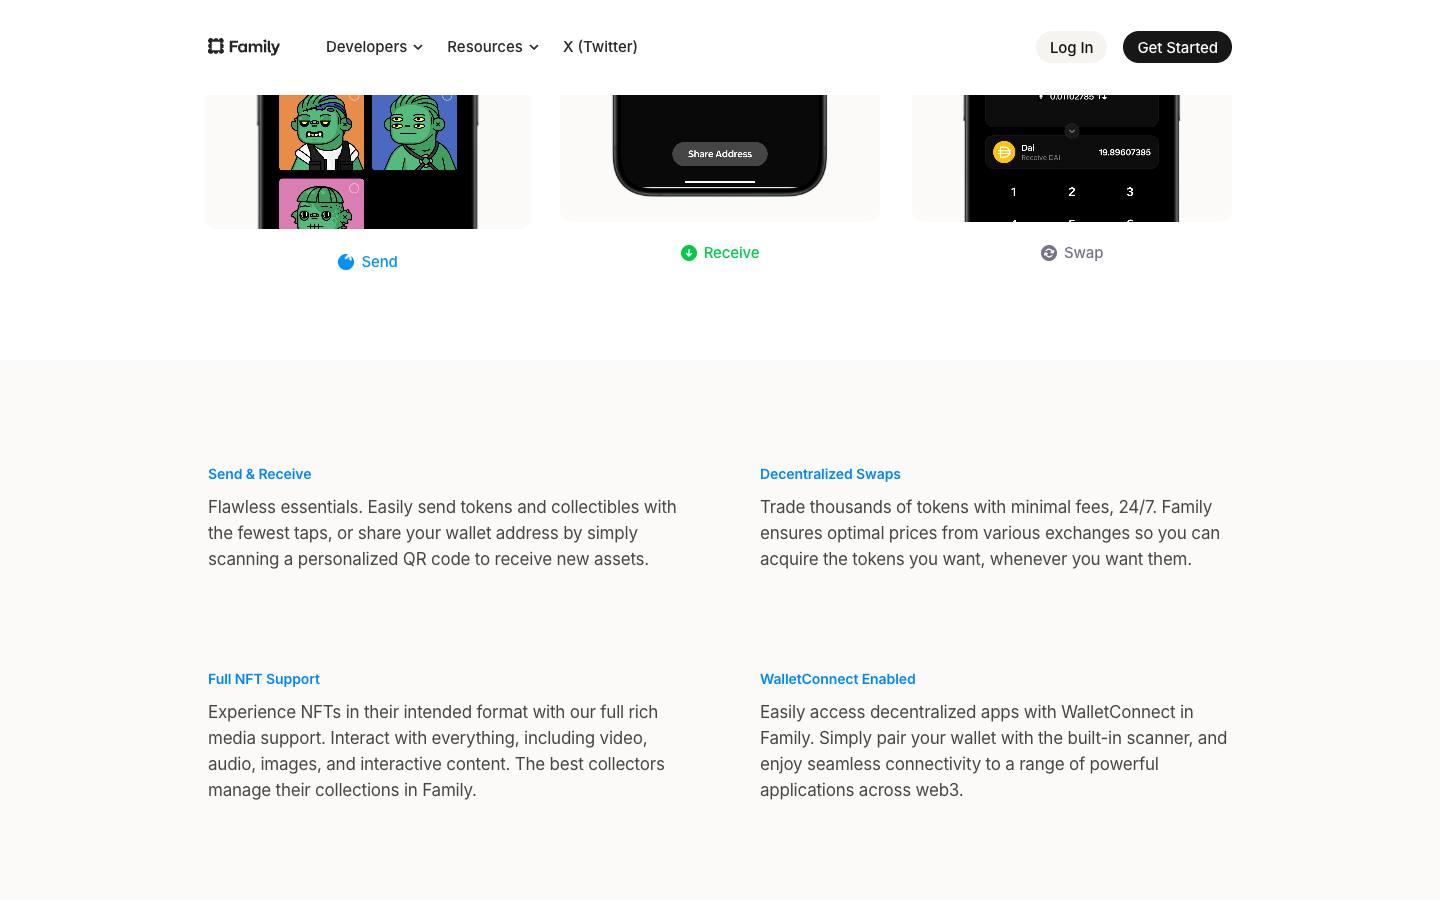 Family
Developers
Resources
X (Twitter)
Log In
Get Started
Share Address
Dai
Receive DAI
19.89607385
1 2 3
Send
Receive
Swap
Send & Receive
Flawless essentials. Easily send tokens and collectibles with
the fewest taps, or share your wallet address by simply
scanning a personalized QR code to receive new assets.
Decentralized Swaps
Trade thousands of tokens with minimal fees, 24/7. Family
ensures optimal prices from various exchanges so you can
acquire the tokens you want, whenever you want them.
Full NFT Support
Experience NFTs in their intended format with our full rich
media support. Interact with everything, including video,
audio, images, and interactive content. The best collectors
manage their collections in Family.
WalletConnect Enabled
Easily access decentralized apps with WalletConnect in
Family. Simply pair your wallet with the built-in scanner, and
enjoy seamless connectivity to a range of powerful
applications across web3.